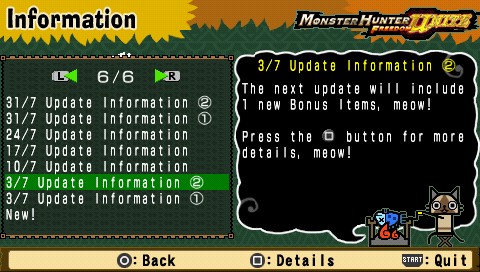 Information
MONSTER HUNTER
FREEDOM UNITE
L 6/6 R
31/7 Update Information ②
31/7 Update Information ①
24/7 Update Information
17/7 Update Information
10/7 Update Information
3/7 Update Information ②
3/7 Update Information ①
New!
3/7 Update Information ②
The next update will include
1 new Bonus Items, meow!
Press the □ button for more
details, meow!
○: Back
□: Details
START: Quit